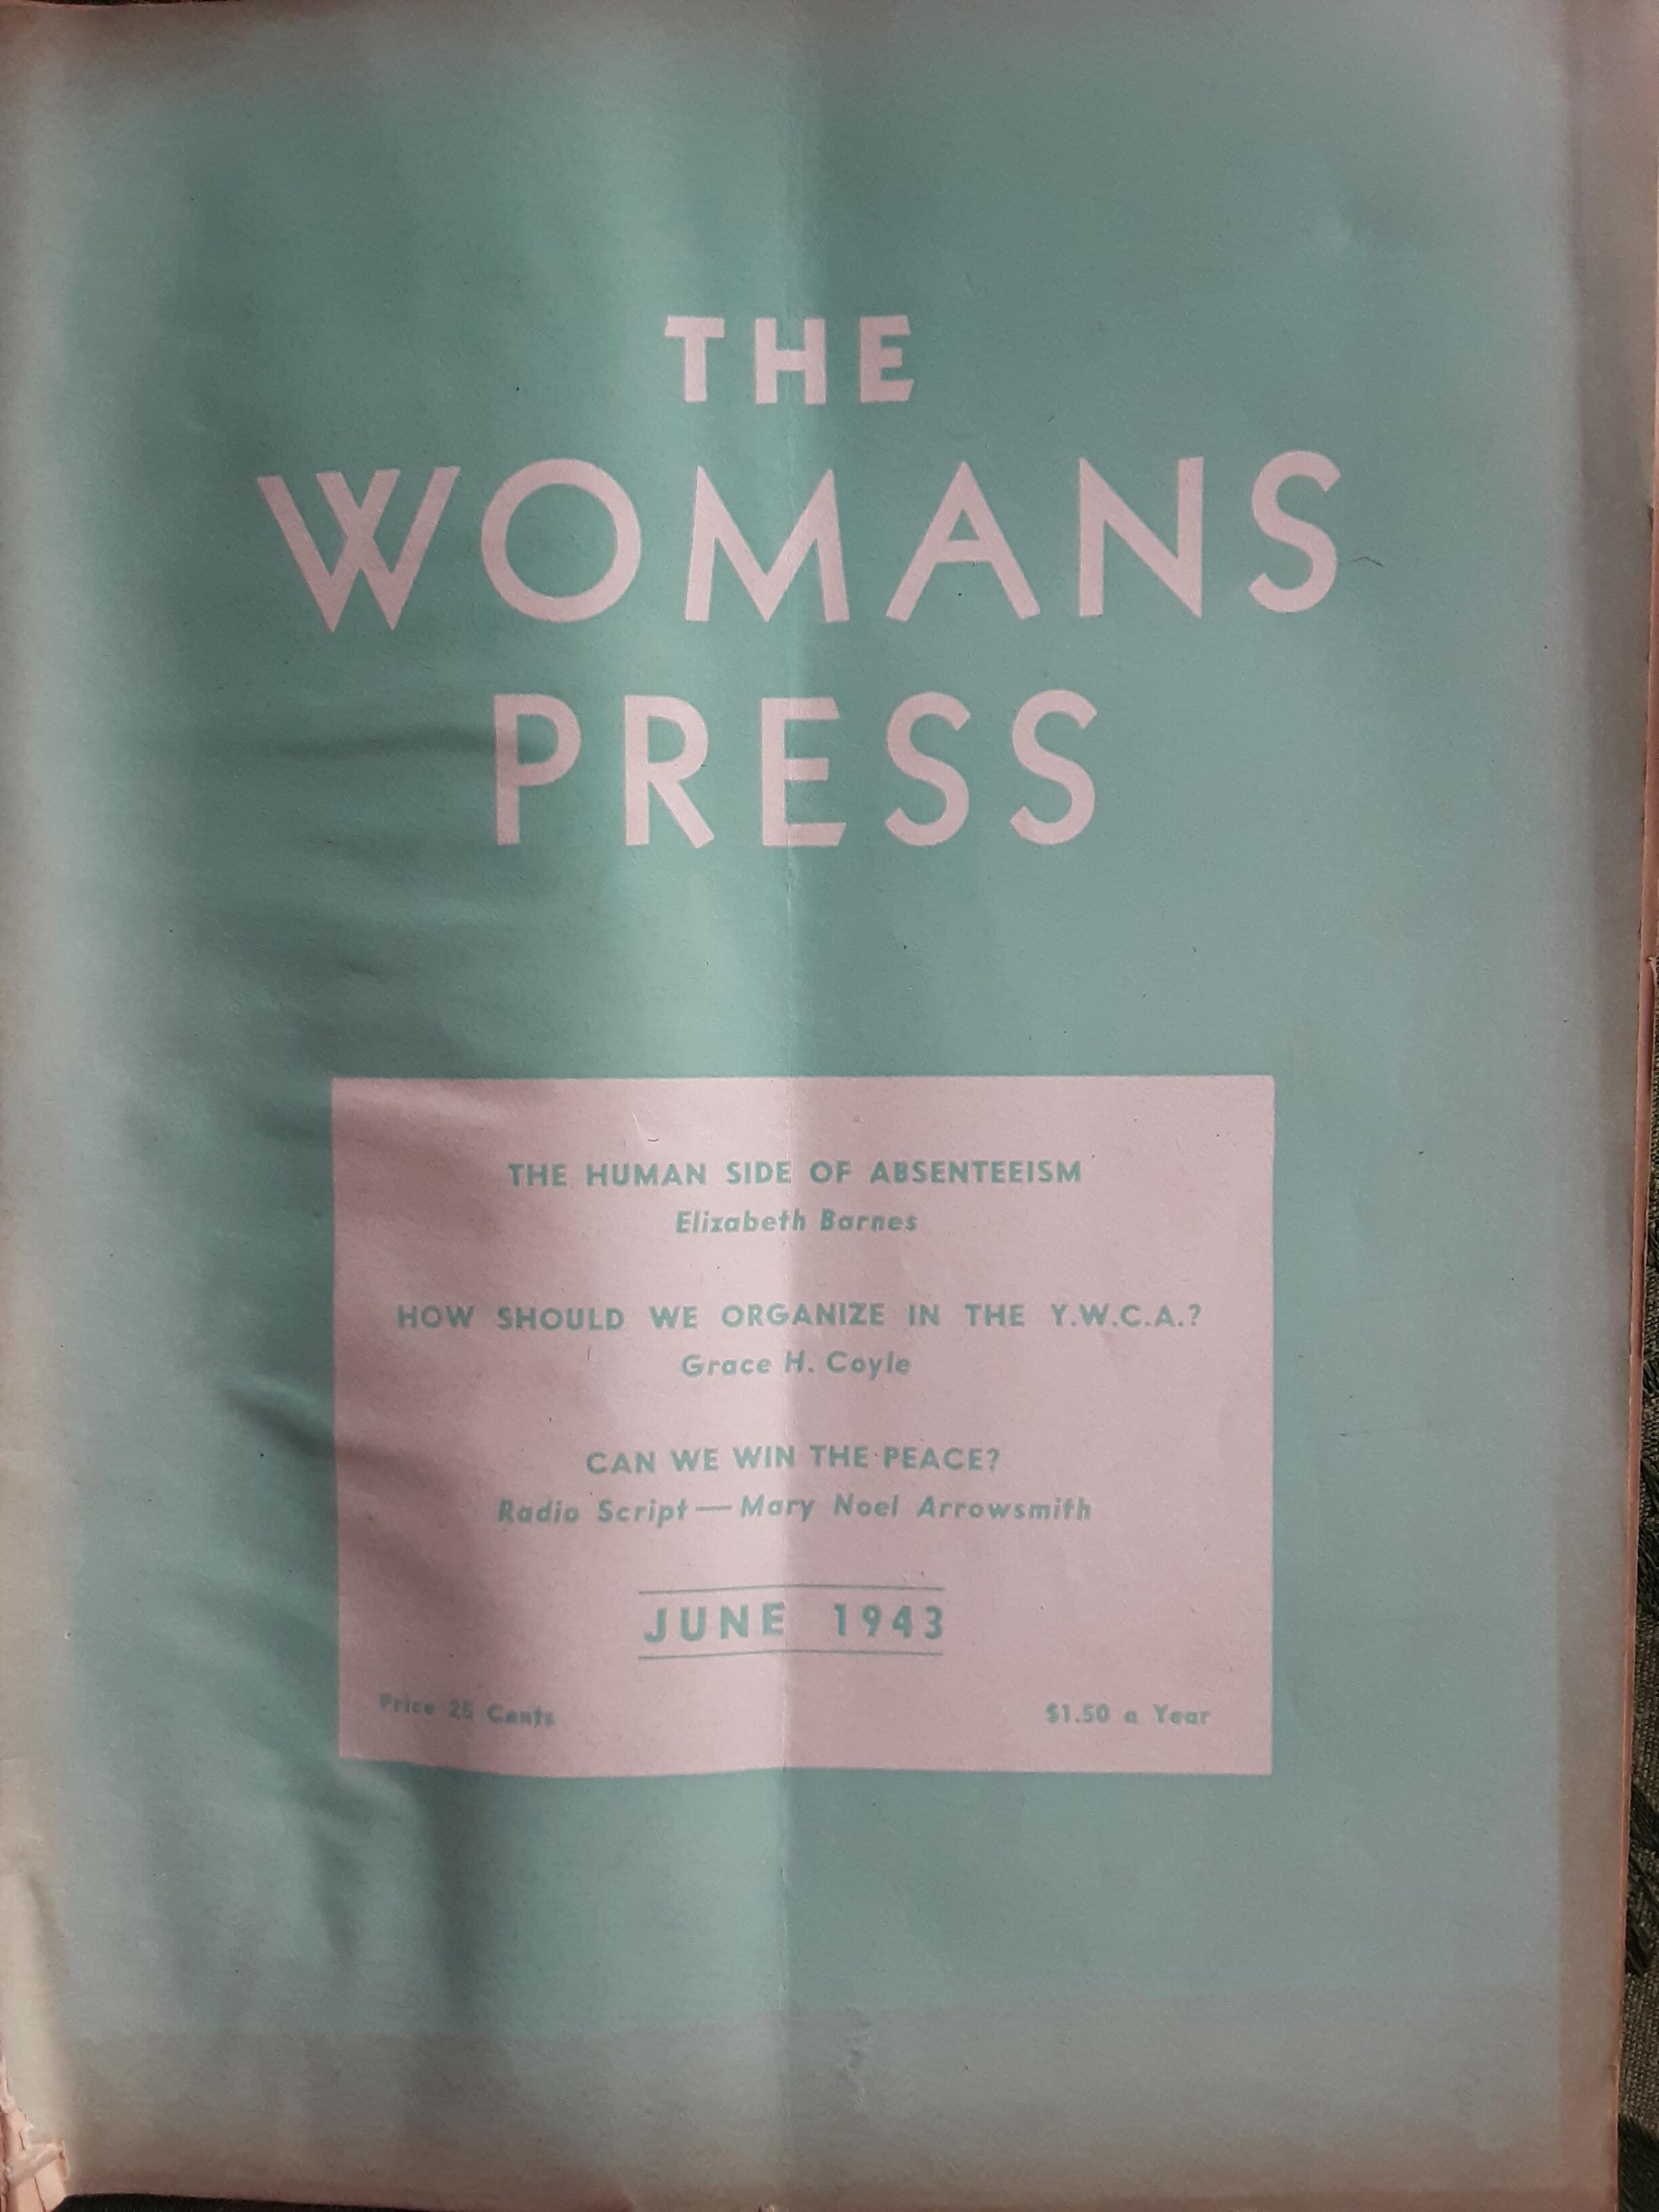 THE
WOMANS
PRESS
THE HUMAN SIDE OF ABSENTEEISM
Elizabeth Barnes
HOW SHOULD WE ORGANIZE IN THE Y.W.C.A.?
Grace H. Coyle
CAN WE WIN THE PEACE?
Radio Script — Mary Noel Arrowsmith
JUNE 1943
Price 25 Cents $1.50 a Year